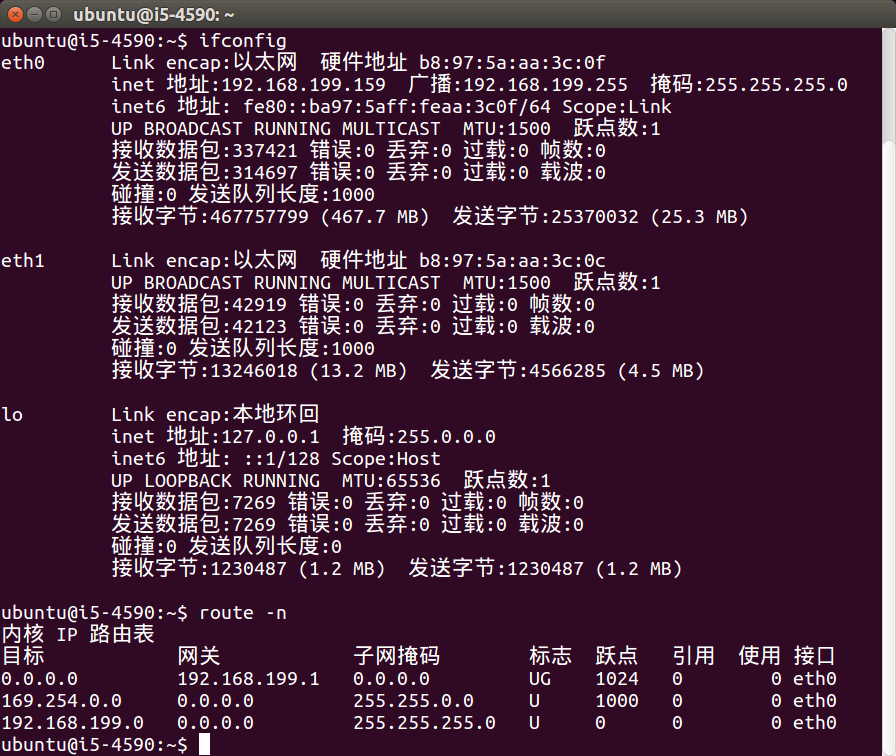 ubuntu@i5-4590: ~
ubuntu@i5-4590:~$ ifconfig
eth0      Link encap:以太网  硬件地址 b8:97:5a:aa:3c:0f
          inet 地址:192.168.199.159  广播:192.168.199.255  掩码:255.255.255.0
          inet6 地址: fe80::ba97:5aff:feaa:3c0f/64 Scope:Link
          UP BROADCAST RUNNING MULTICAST  MTU:1500  跃点数:1
          接收数据包:337421 错误:0 丢弃:0 过载:0 帧数:0
          发送数据包:314697 错误:0 丢弃:0 过载:0 载波:0
          碰撞:0 发送队列长度:1000
          接收字节:467757799 (467.7 MB)  发送字节:25370032 (25.3 MB)
eth1      Link encap:以太网  硬件地址 b8:97:5a:aa:3c:0c
          UP BROADCAST RUNNING MULTICAST  MTU:1500  跃点数:1
          接收数据包:42919 错误:0 丢弃:0 过载:0 帧数:0
          发送数据包:42123 错误:0 丢弃:0 过载:0 载波:0
          碰撞:0 发送队列长度:1000
          接收字节:13246018 (13.2 MB)  发送字节:4566285 (4.5 MB)
lo        Link encap:本地环回
          inet 地址:127.0.0.1  掩码:255.0.0.0
          inet6 地址: ::1/128 Scope:Host
          UP LOOPBACK RUNNING  MTU:65536  跃点数:1
          接收数据包:7269 错误:0 丢弃:0 过载:0 帧数:0
          发送数据包:7269 错误:0 丢弃:0 过载:0 载波:0
          碰撞:0 发送队列长度:0
          接收字节:1230487 (1.2 MB)  发送字节:1230487 (1.2 MB)
ubuntu@i5-4590:~$ route -n
内核 IP 路由表
目标            网关            子网掩码        标志  跃点   引用  使用 接口
0.0.0.0         192.168.199.1   0.0.0.0         UG    1024   0        0 eth0
169.254.0.0     0.0.0.0         255.255.0.0     U     1000   0        0 eth0
192.168.199.0   0.0.0.0         255.255.255.0   U     0      0        0 eth0
ubuntu@i5-4590:~$